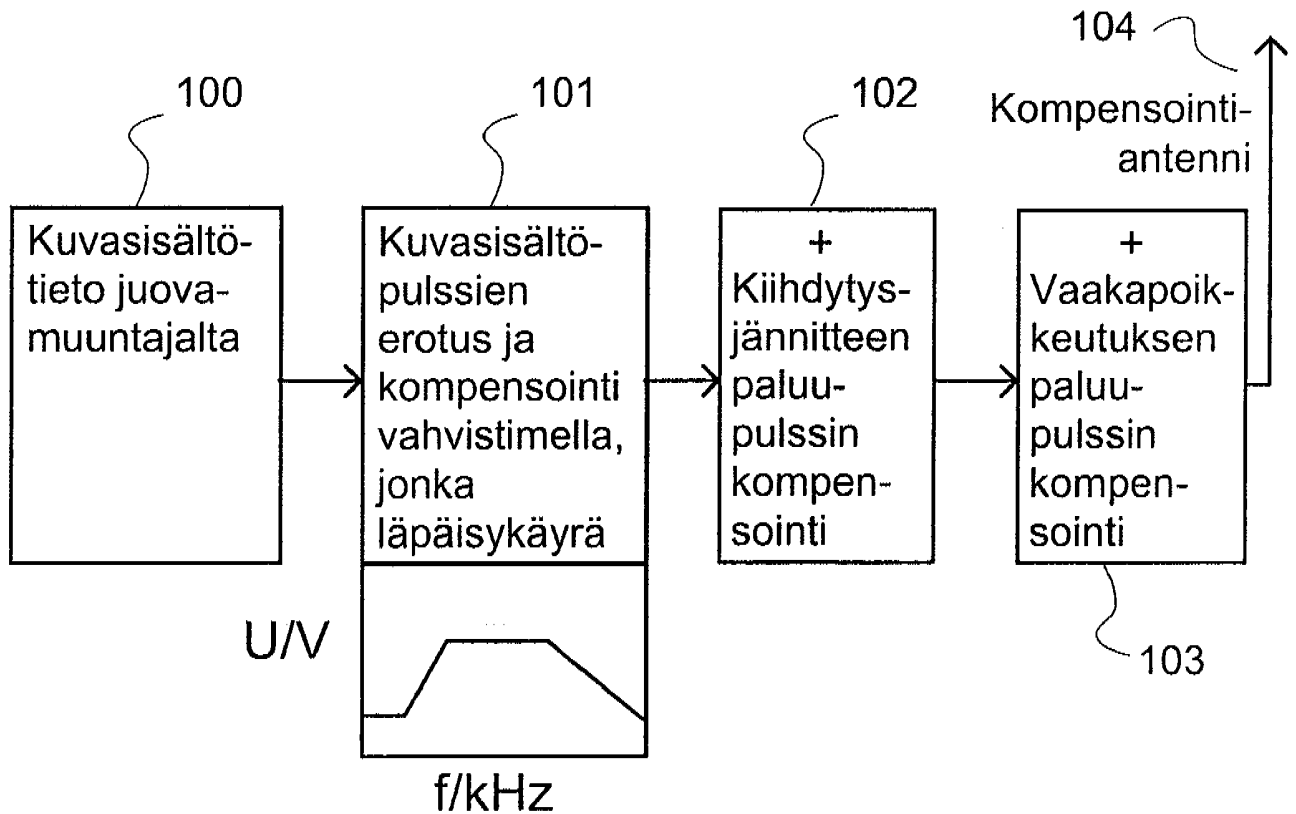 100
Kuvasisältö-
tieto juova-
muuntajalta
101
Kuvasisältö-
pulssien
erotus ja
kompensointi
vahvistimella,
jonka
läpäisykäyrä
U/V
f/kHz
102
+
Kiihdytys-
jännitteen
paluu-
pulssin
kompen-
sointi
+
Vaakapoik-
keutuksen
paluu-
pulssin
kompen-
sointi
103
104
Kompensointi-
antenni